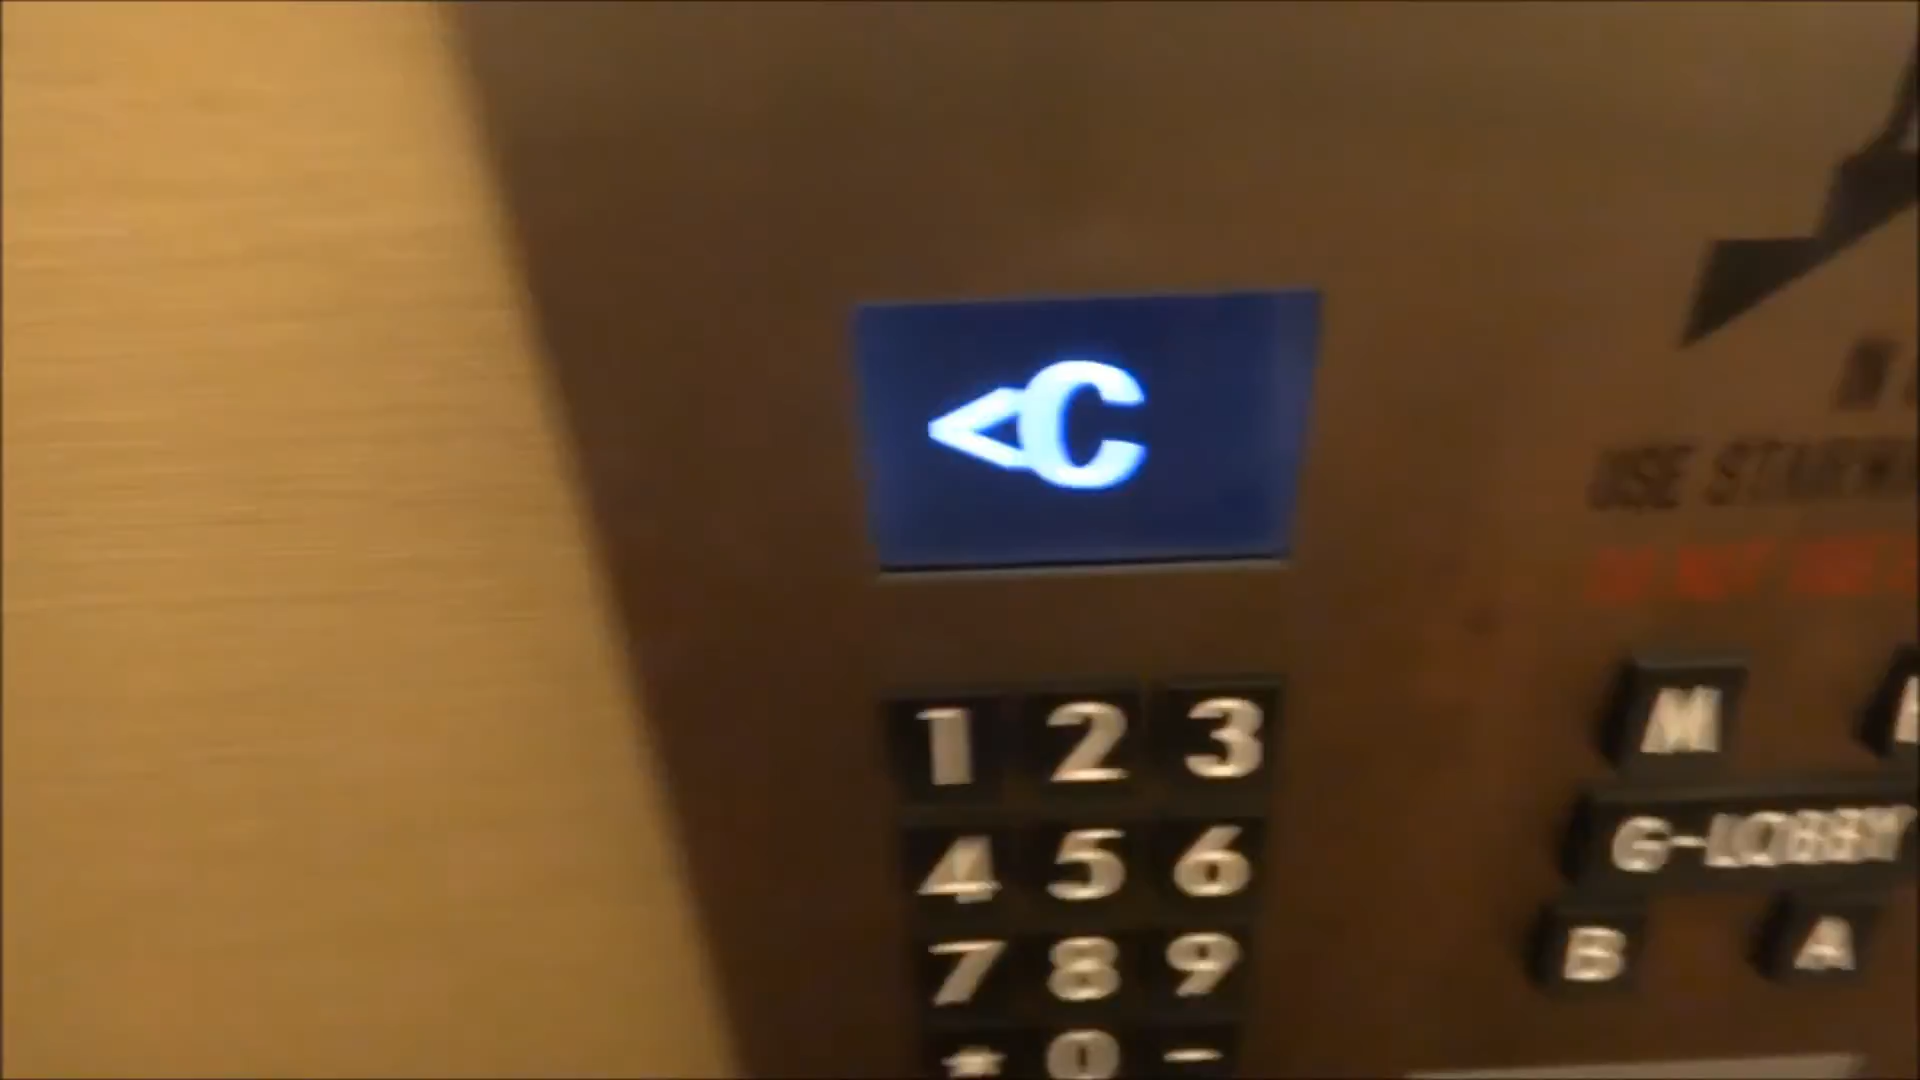 <C
USE STAIRW
1 2 3
4 5 6
7 8 9
* 0 -
M
G-LOBBY
B A